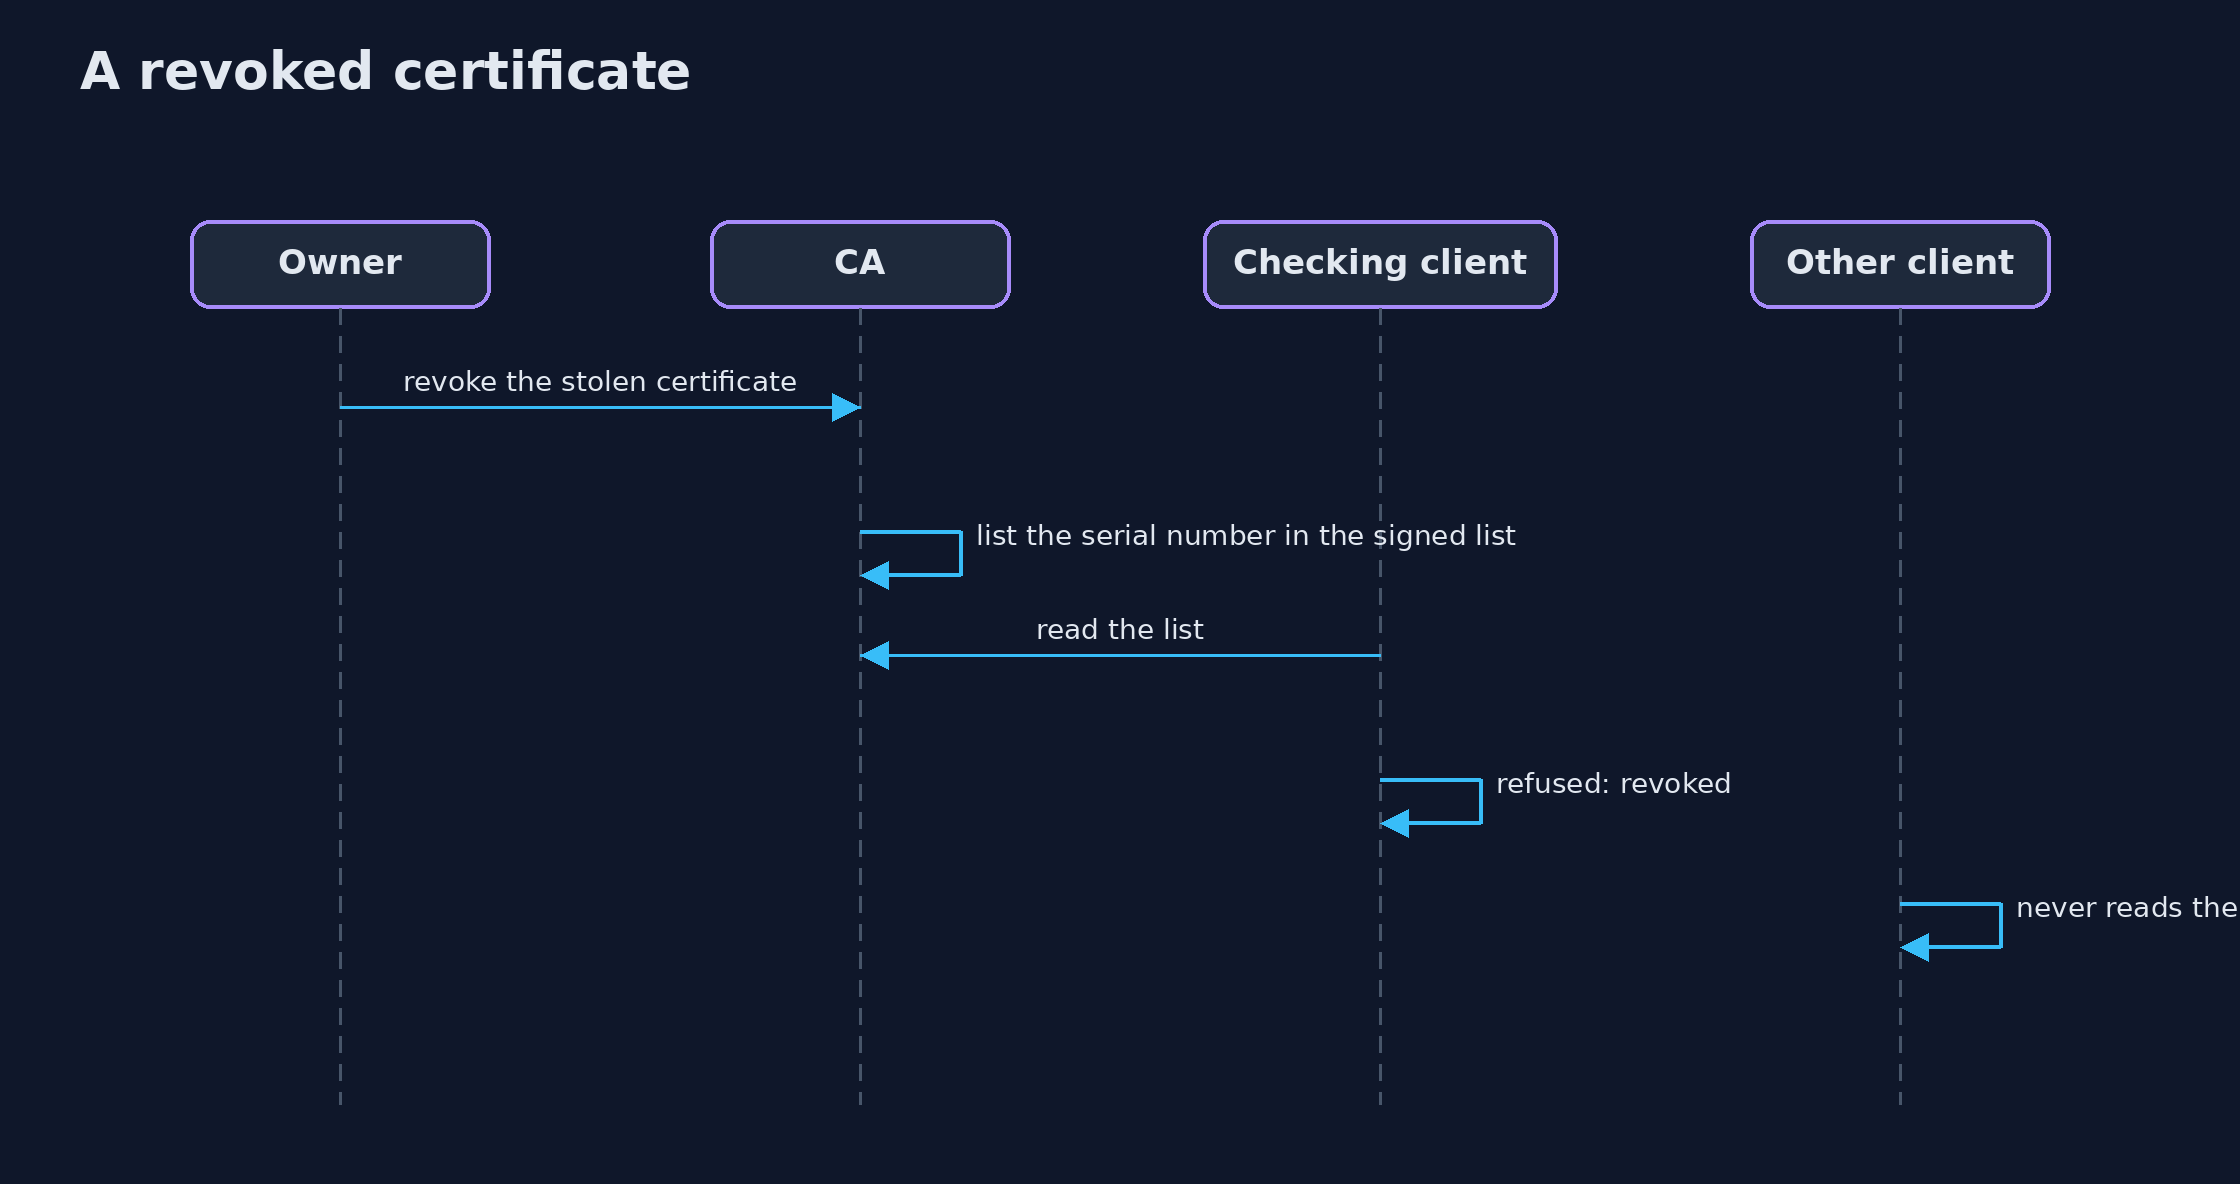 A revoked certificate
Owner
CA
Checking client
Other client
revoke the stolen certificate
list the serial number in the signed list
read the list
refused: revoked
never reads the